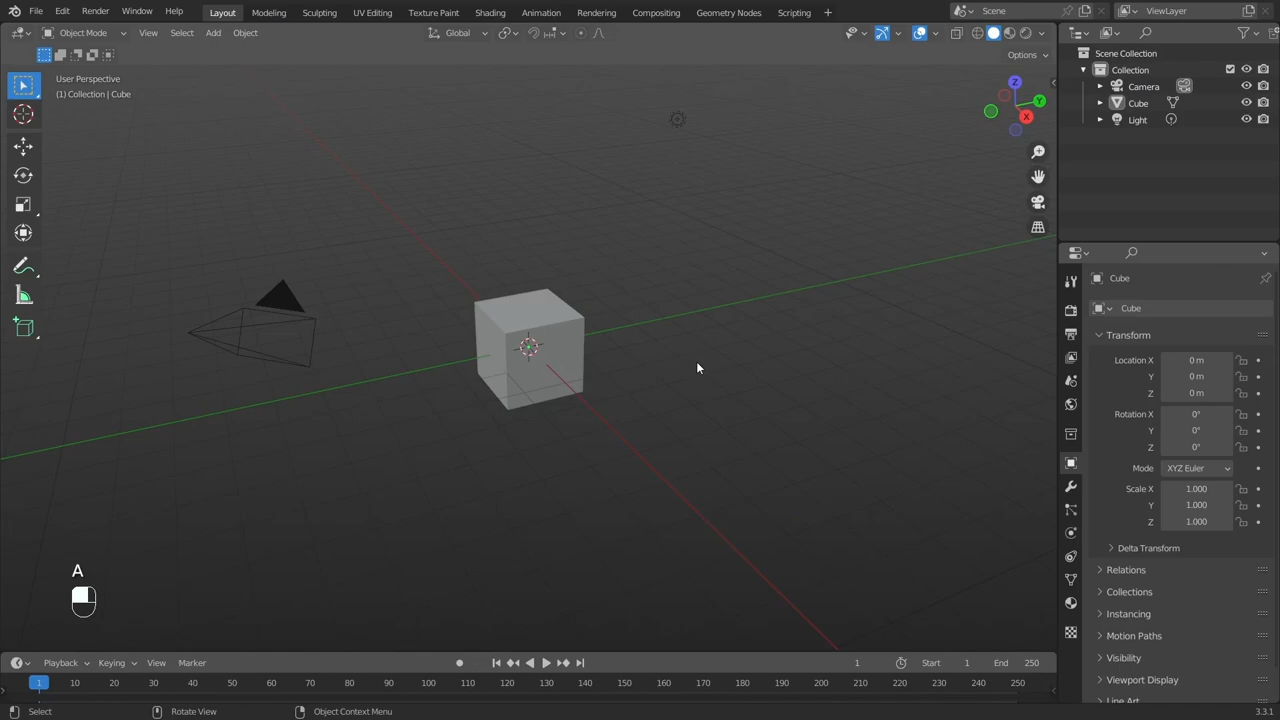 File Edit Render Window Help Layout Modeling Sculpting UV Editing Texture Paint Shading Animation Rendering Compositing Geometry Nodes Scripting + Scene ViewLayer
Object Mode View Select Add Object Global
Options
User Perspective
(1) Collection | Cube
Z
Y
X
Scene Collection
Collection
Camera
Cube
Light
Cube
Cube
Transform
Location X 0 m
Y 0 m
Z 0 m
Rotation X 0°
Y 0°
Z 0°
Mode XYZ Euler
Scale X 1.000
Y 1.000
Z 1.000
Delta Transform
Relations
Collections
Instancing
Motion Paths
Visibility
Viewport Display
Line Art
A
Playback Keying View Marker 1 Start 1 End 250
1 10 20 30 40 50 60 70 80 90 100 110 120 130 140 150 160 170 180 190 200 210 220 230 240 250
Select Rotate View Object Context Menu 3.3.1